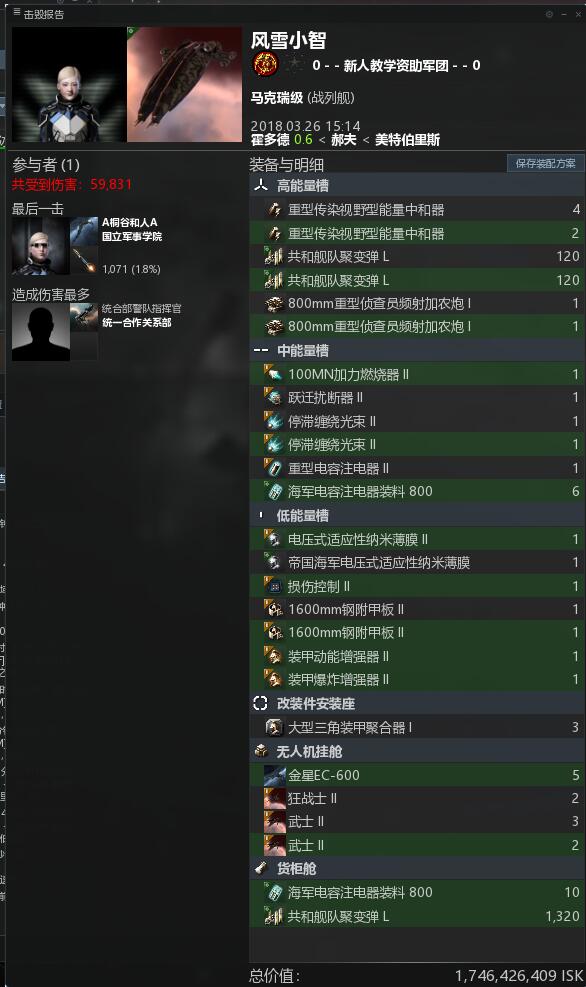 击毁报告
风雪小智
0 - - 新人教学资助军团 - - 0
马克瑞级 (战列舰)
2018.03.26 15:14
霍多德 0.6 < 郝夫 < 美特伯里斯
参与者 (1)
共受到伤害: 59,831
最后一击
A桐谷和人A
国立军事学院
1,071 (1.8%)
造成伤害最多
统合部警队指挥官
统一合作关系部
装备与明细
保存装配方案
高能量槽
重型传染视野型能量中和器 4
重型传染视野型能量中和器 2
共和舰队聚变弹 L 120
共和舰队聚变弹 L 120
800mm重型侦查员频射加农炮 I 1
800mm重型侦查员频射加农炮 I 1
中能量槽
100MN加力燃烧器 II 1
跃迁扰断器 II 1
停滞缠绕光束 II 1
停滞缠绕光束 II 1
重型电容注电器 II 1
海军电容注电器装料 800 6
低能量槽
电压式适应性纳米薄膜 II 1
帝国海军电压式适应性纳米薄膜 1
损伤控制 II 1
1600mm钢附甲板 II 1
1600mm钢附甲板 II 1
装甲动能增强器 II 1
装甲爆炸增强器 II 1
改装件安装座
大型三角装甲聚合器 I 3
无人机挂舱
金星EC-600 5
狂战士 II 2
武士 II 3
武士 II 2
货柜舱
海军电容注电器装料 800 10
共和舰队聚变弹 L 1,320
总价值: 1,746,426,409 ISK